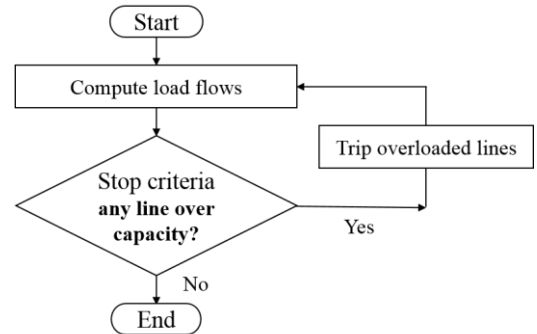 Start
Compute load flows
Trip overloaded lines
Stop criteria
any line over
capacity?
Yes
No
End